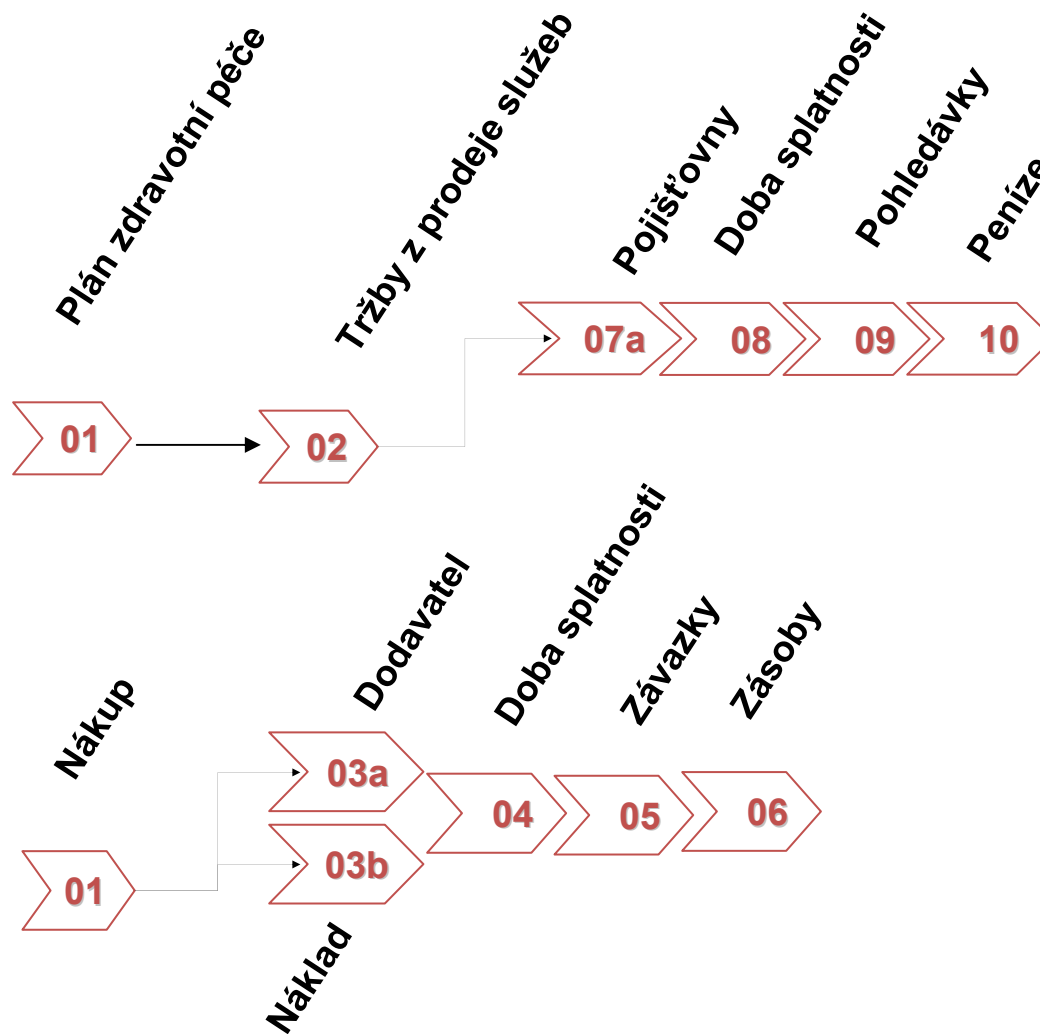 Plán zdravotní péče
Tržby z prodeje služeb
Pojišťovny
Doba splatnosti
Pohledávky
Peníze
01
02
07a
08
09
10
Nákup
Dodavatel
Doba splatnosti
Závazky
Zásoby
01
03a
03b
04
05
06
Náklad